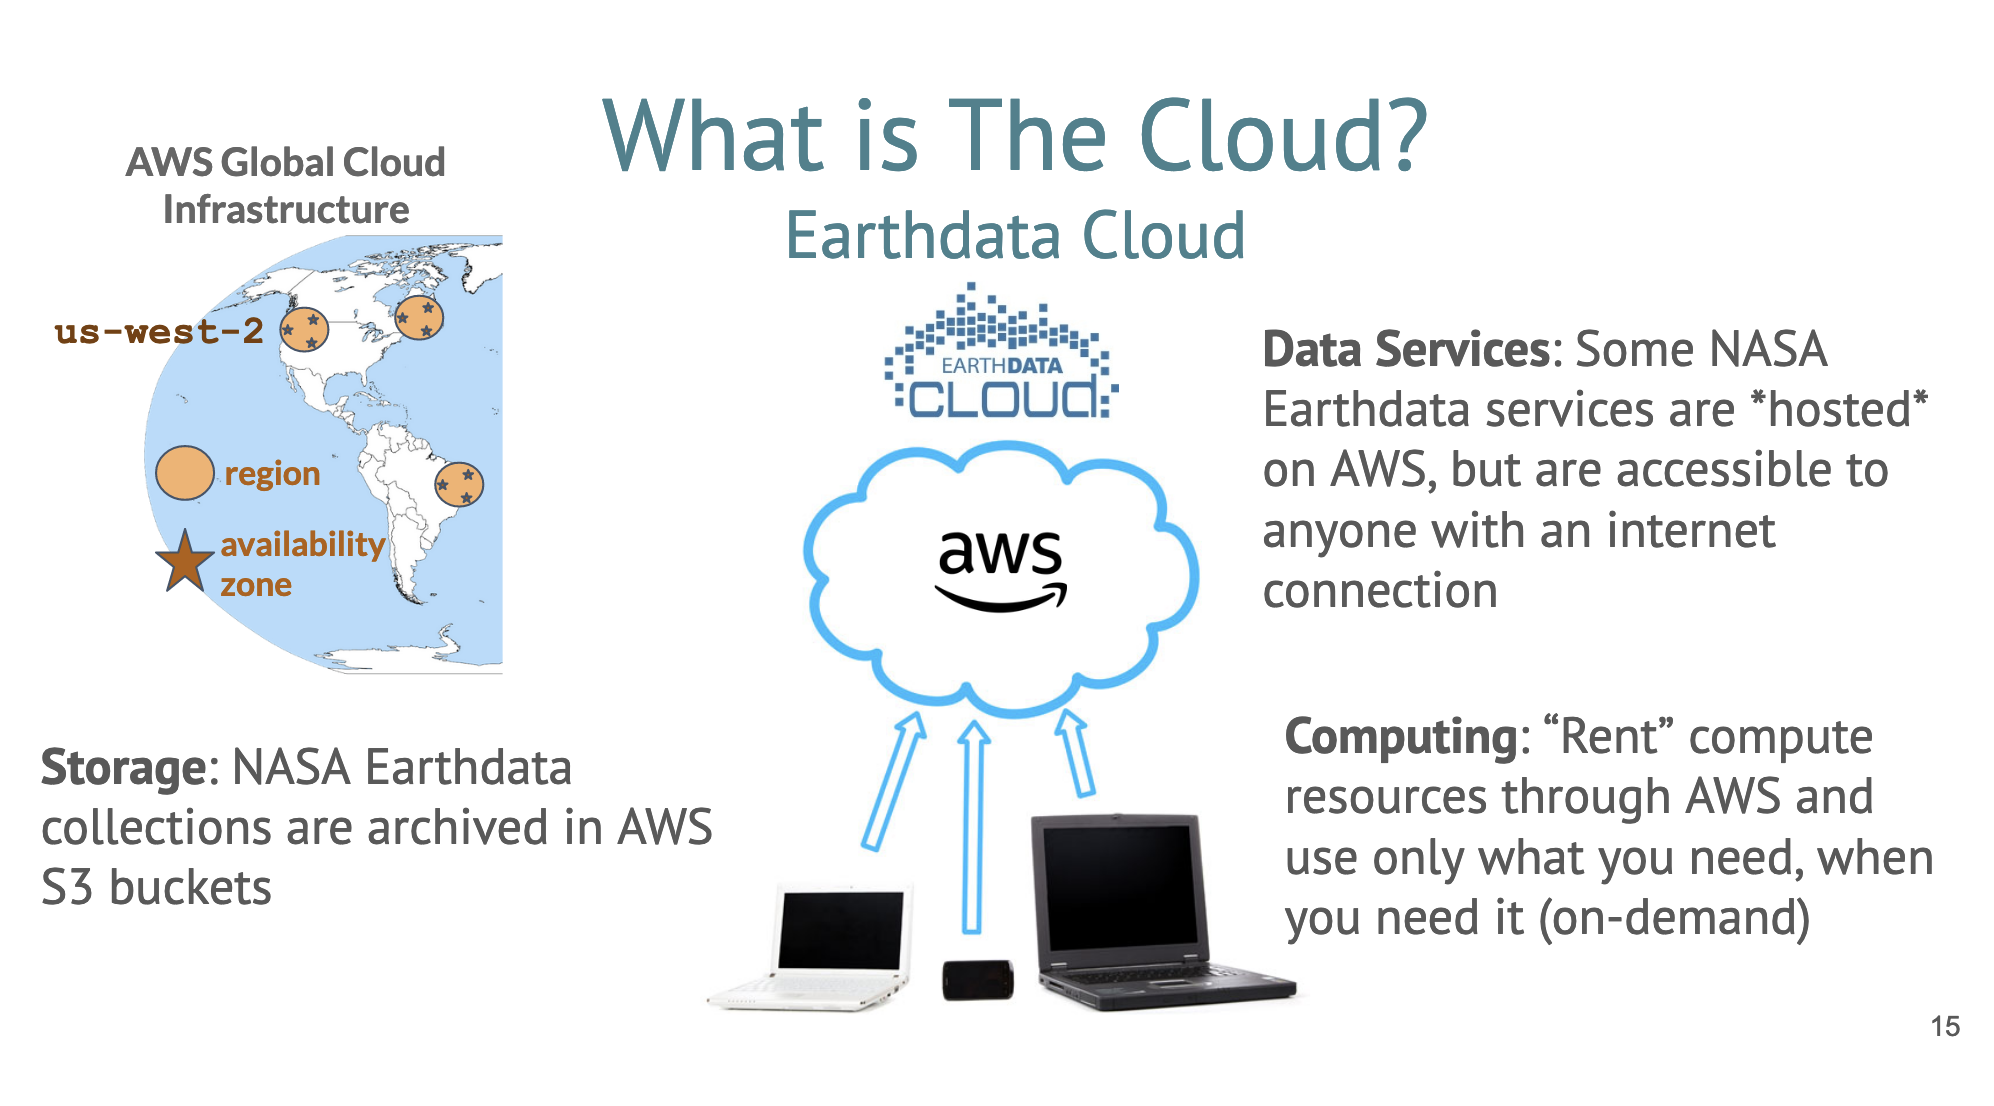 What is The Cloud?
Earthdata Cloud
AWS Global Cloud
Infrastructure
us-west-2
region
availability
zone
EARTHDATA
CLOUD
aws
Data Services: Some NASA
Earthdata services are *hosted*
on AWS, but are accessible to
anyone with an internet
connection
Storage: NASA Earthdata
collections are archived in AWS
S3 buckets
Computing: “Rent” compute
resources through AWS and
use only what you need, when
you need it (on-demand)
15